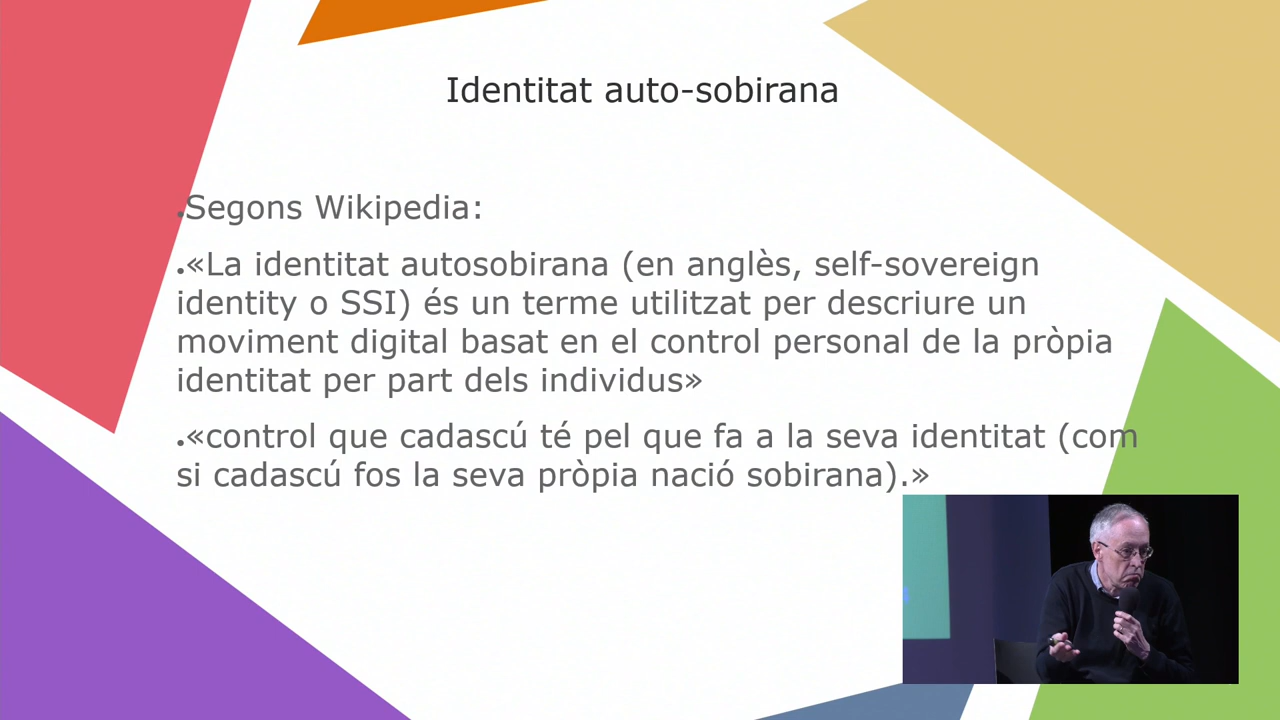 Identitat auto-sobirana
•Segons Wikipedia:
•«La identitat autosobirana (en anglès, self-sovereign
identity o SSI) és un terme utilitzat per descriure un
moviment digital basat en el control personal de la pròpia
identitat per part dels individus»
•«control que cadascú té pel que fa a la seva identitat (com
si cadascú fos la seva pròpia nació sobirana).»